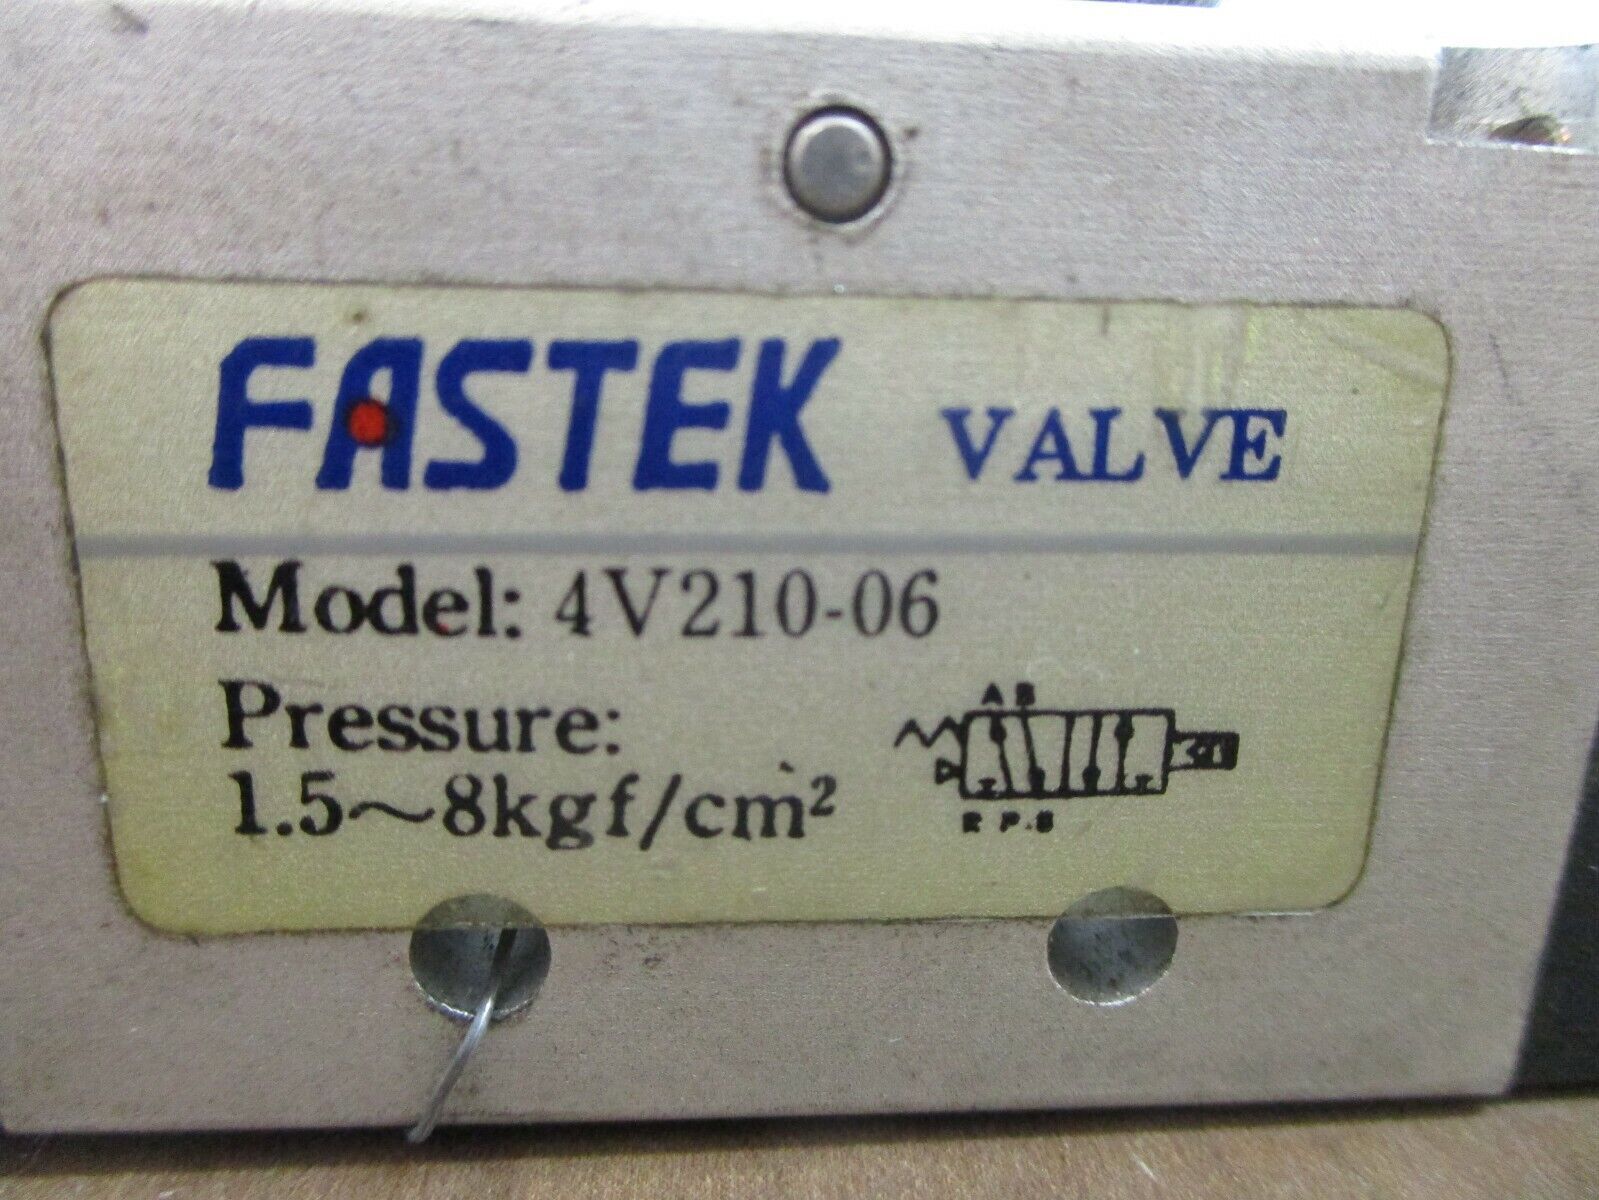 FASTEK VALVE
Model: 4V210-06
Pressure:
1.5~8kgf/cm²
A B
R P.S